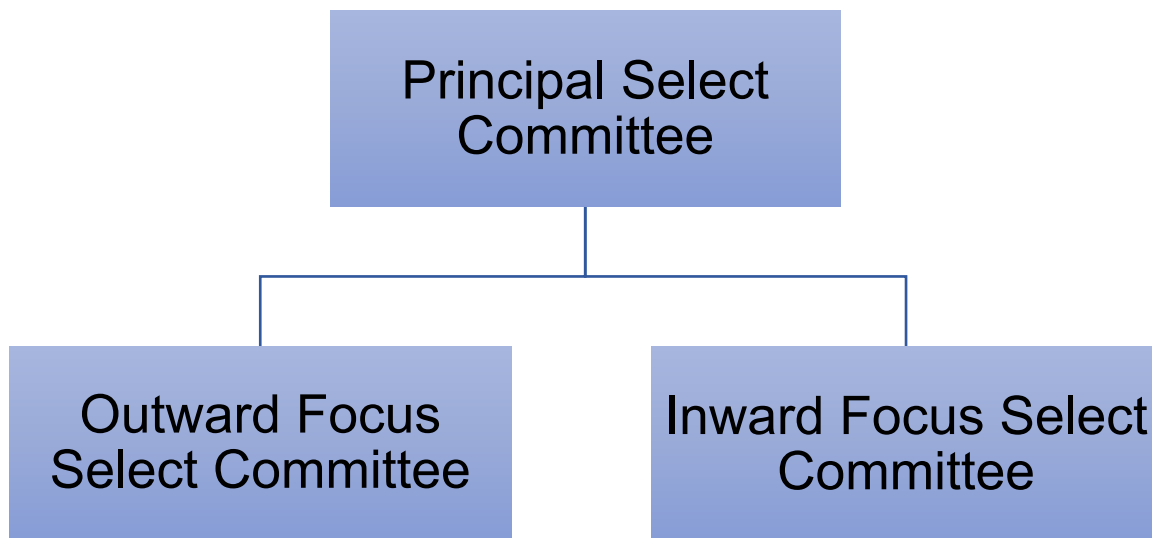 Principal Select
Committee
Outward Focus
Select Committee
Inward Focus Select
Committee